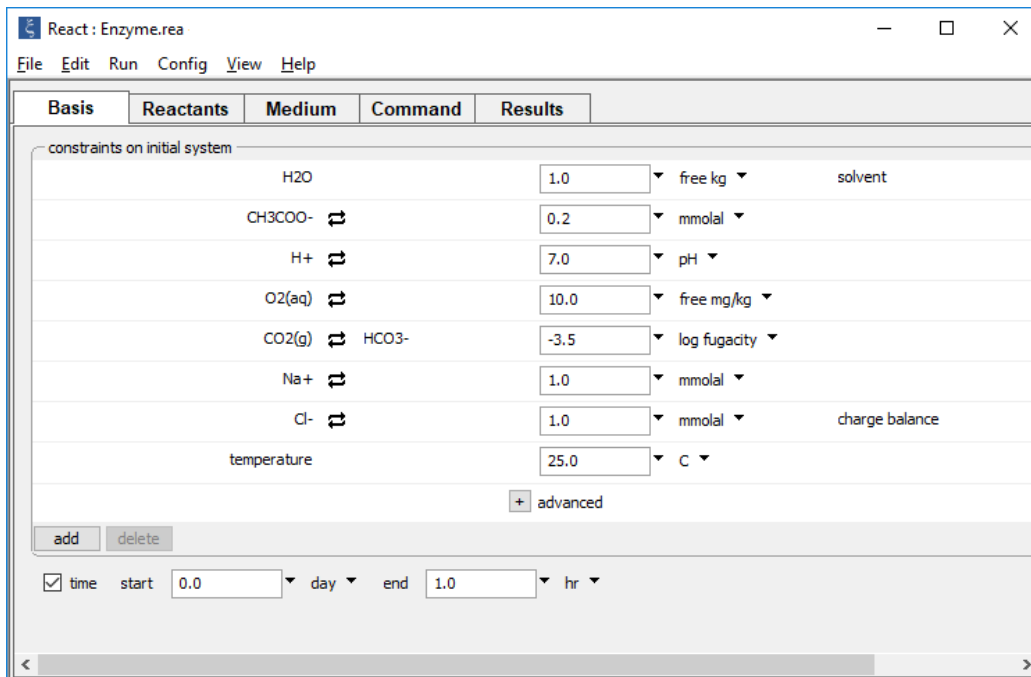 React : Enzyme.rea
File Edit Run Config View Help
Basis Reactants Medium Command Results
constraints on initial system
H2O 1.0 free kg solvent
CH3COO- 0.2 mmolal
H+ 7.0 pH
O2(aq) 10.0 free mg/kg
CO2(g) HCO3- -3.5 log fugacity
Na+ 1.0 mmolal
Cl- 1.0 mmolal charge balance
temperature 25.0 C
+ advanced
add delete
time start 0.0 day end 1.0 hr